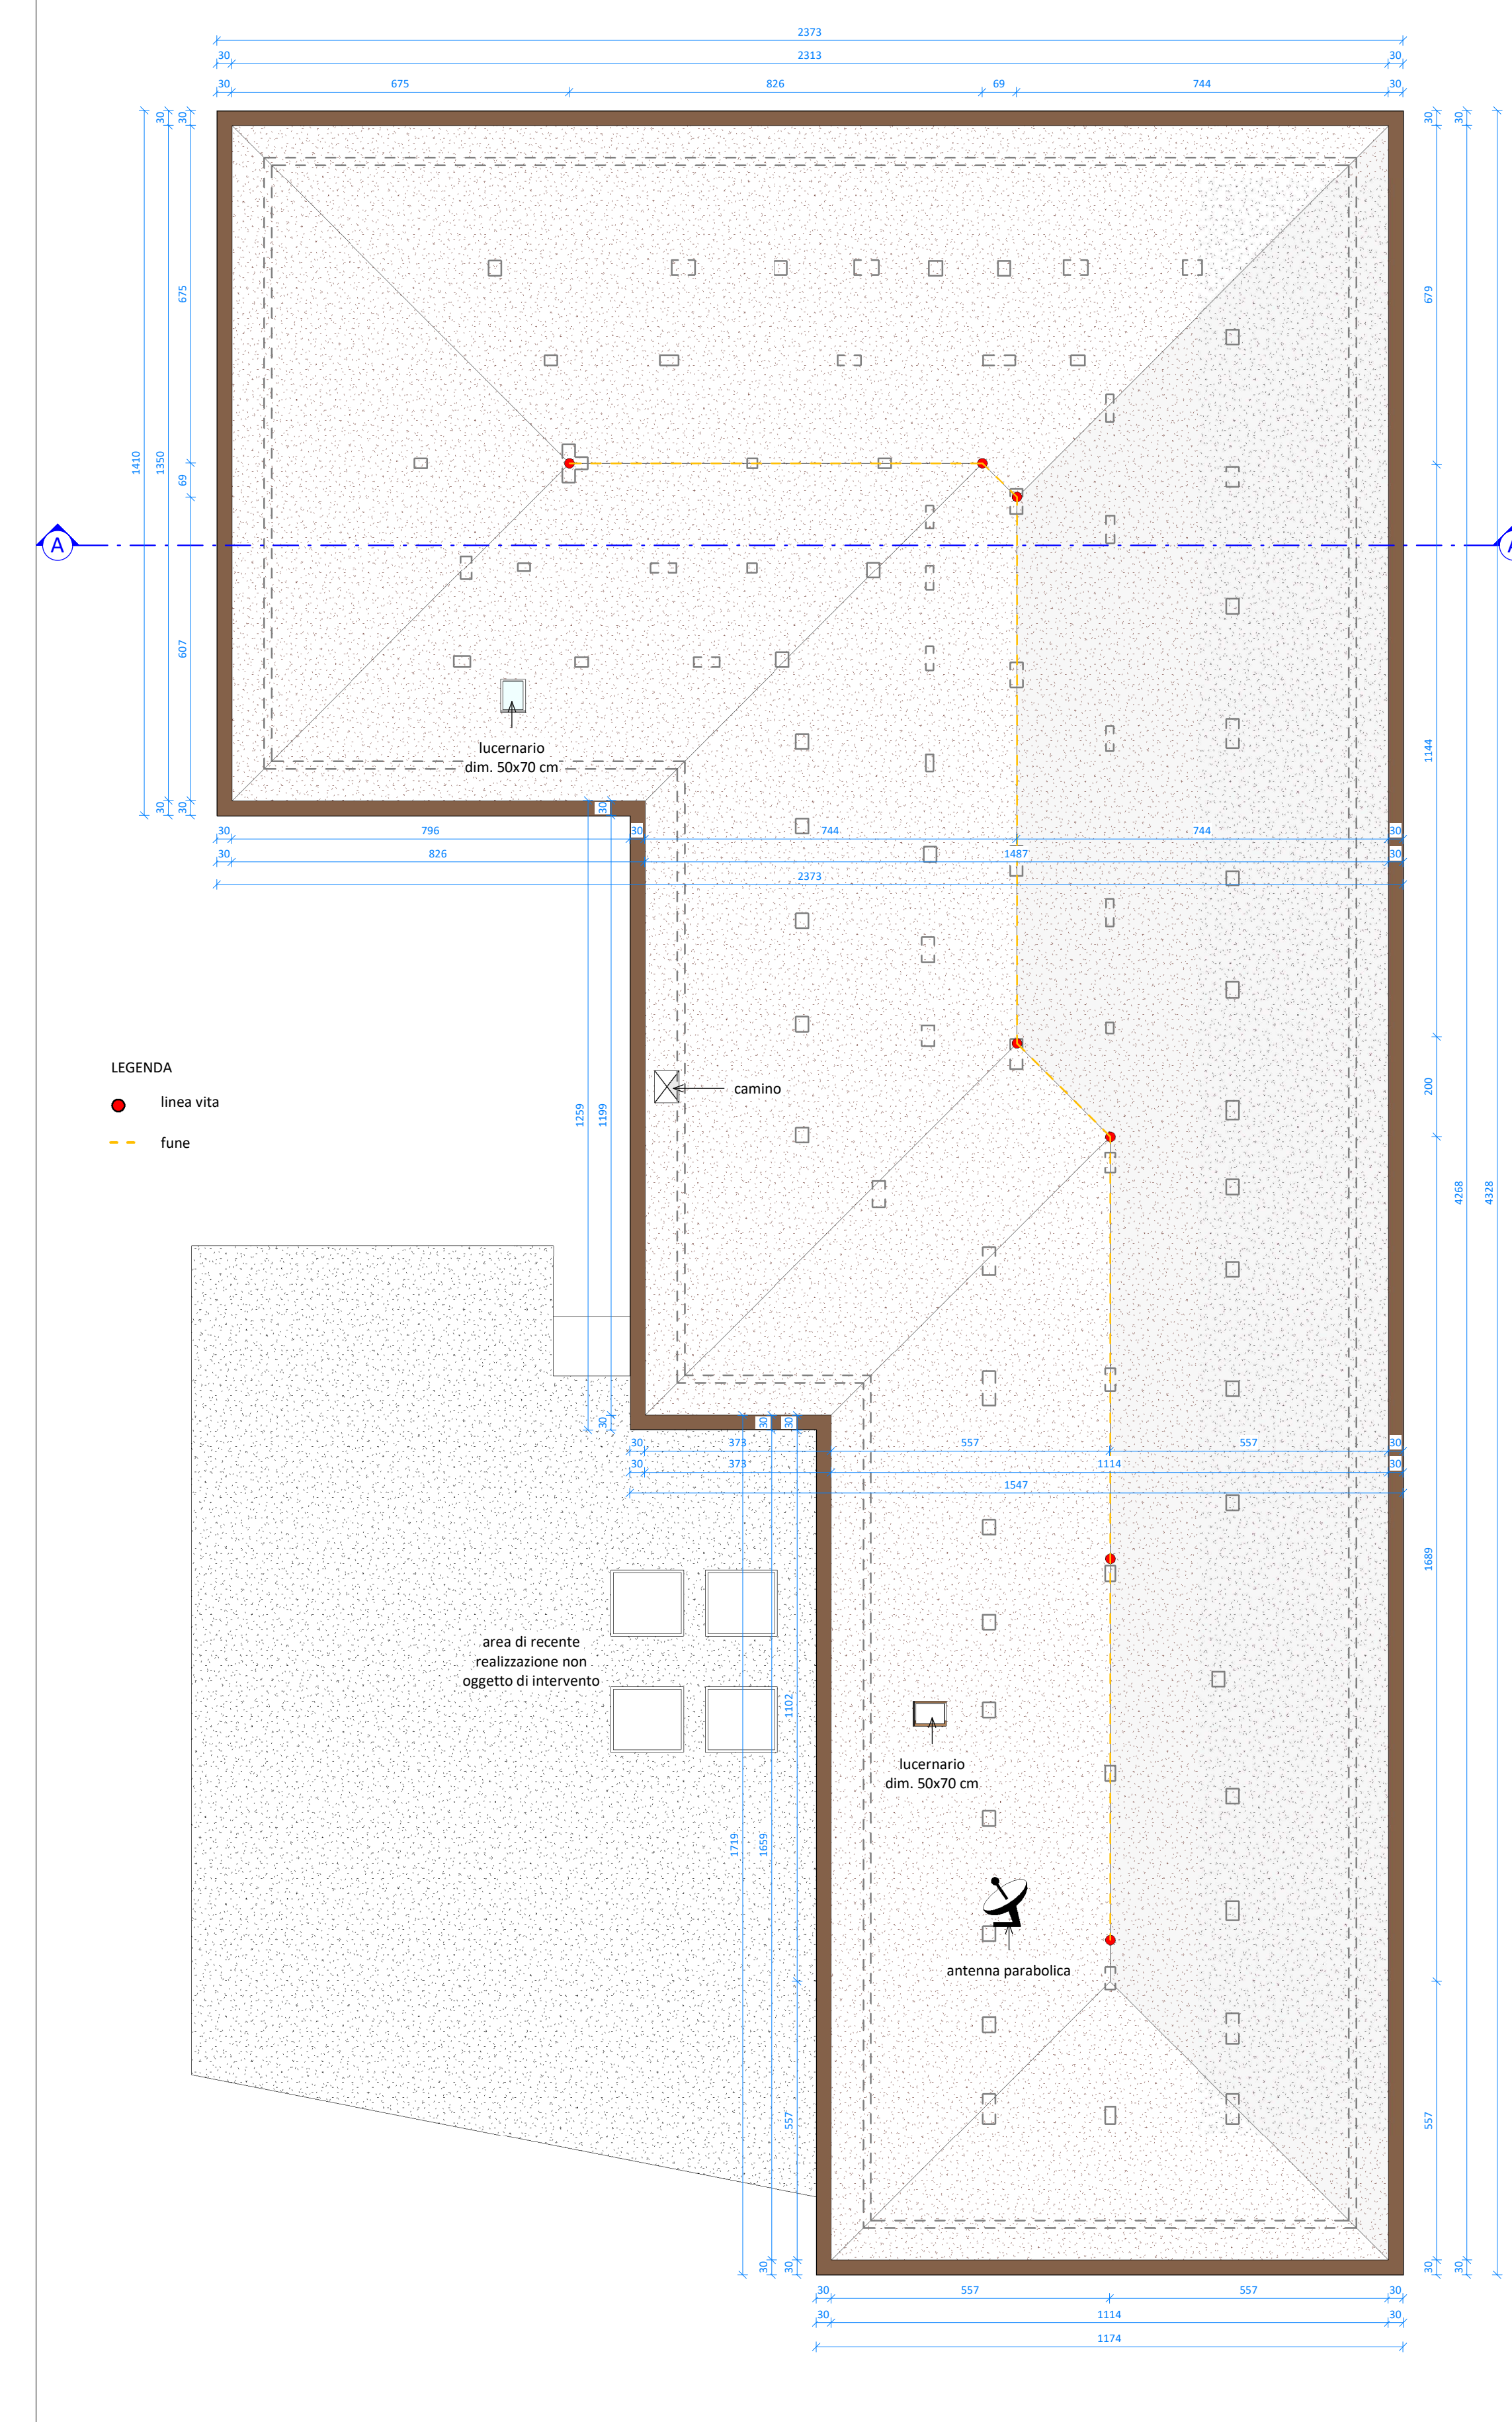 2373
30 2313 30
30 675 826 69 744 30
30 30 30
30 30
675
679
1410 1350 69
A
607
lucernario
dim. 50x70 cm
1144
30 30
30
30 796 30 744 744 30
30 826 1487 30
2373
LEGENDA
linea vita
fune
camino
1259 1199
200
4268 4328
30 30 30
30 373 557 557 30
30 373 1114 30
1547
1689
area di recente
realizzazione non
oggetto di intervento
1102
lucernario
dim. 50x70 cm
1719 1659
antenna parabolica
557
557
30 30
30 30
30 557 557 30
30 1114 30
1174